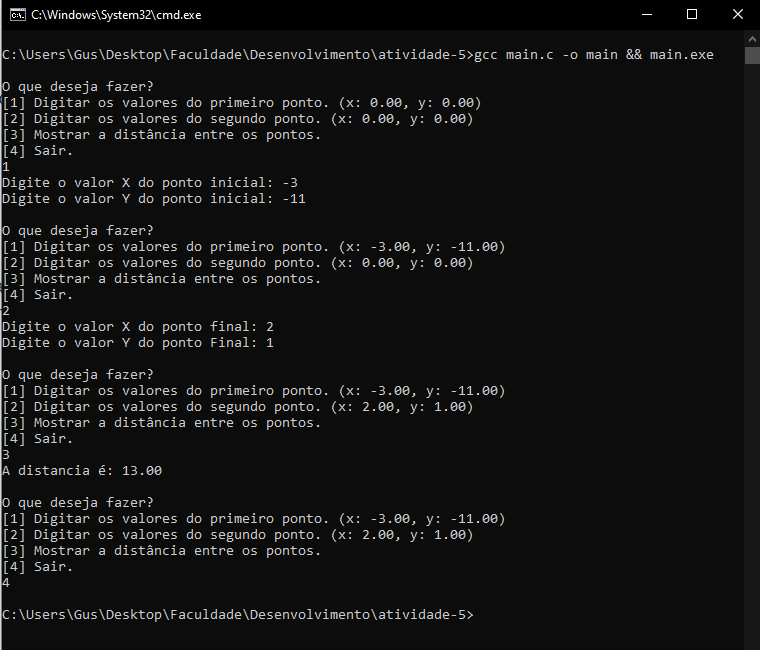 C:\Windows\System32\cmd.exe
C:\Users\Gus\Desktop\Faculdade\Desenvolvimento\atividade-5>gcc main.c -o main && main.exe
O que deseja fazer?
[1] Digitar os valores do primeiro ponto. (x: 0.00, y: 0.00)
[2] Digitar os valores do segundo ponto. (x: 0.00, y: 0.00)
[3] Mostrar a distância entre os pontos.
[4] Sair.
1
Digite o valor X do ponto inicial: -3
Digite o valor Y do ponto inicial: -11
O que deseja fazer?
[1] Digitar os valores do primeiro ponto. (x: -3.00, y: -11.00)
[2] Digitar os valores do segundo ponto. (x: 0.00, y: 0.00)
[3] Mostrar a distância entre os pontos.
[4] Sair.
2
Digite o valor X do ponto final: 2
Digite o valor Y do ponto Final: 1
O que deseja fazer?
[1] Digitar os valores do primeiro ponto. (x: -3.00, y: -11.00)
[2] Digitar os valores do segundo ponto. (x: 2.00, y: 1.00)
[3] Mostrar a distância entre os pontos.
[4] Sair.
3
A distancia é: 13.00
O que deseja fazer?
[1] Digitar os valores do primeiro ponto. (x: -3.00, y: -11.00)
[2] Digitar os valores do segundo ponto. (x: 2.00, y: 1.00)
[3] Mostrar a distância entre os pontos.
[4] Sair.
4
C:\Users\Gus\Desktop\Faculdade\Desenvolvimento\atividade-5>